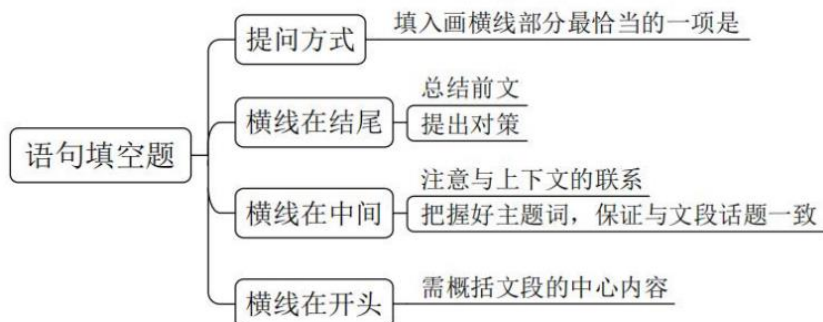 语句填空题
提问方式
填入画横线部分最恰当的一项是
横线在结尾
总结前文
提出对策
横线在中间
注意与上下文的联系
把握好主题词，保证与文段话题一致
横线在开头
需概括文段的中心内容